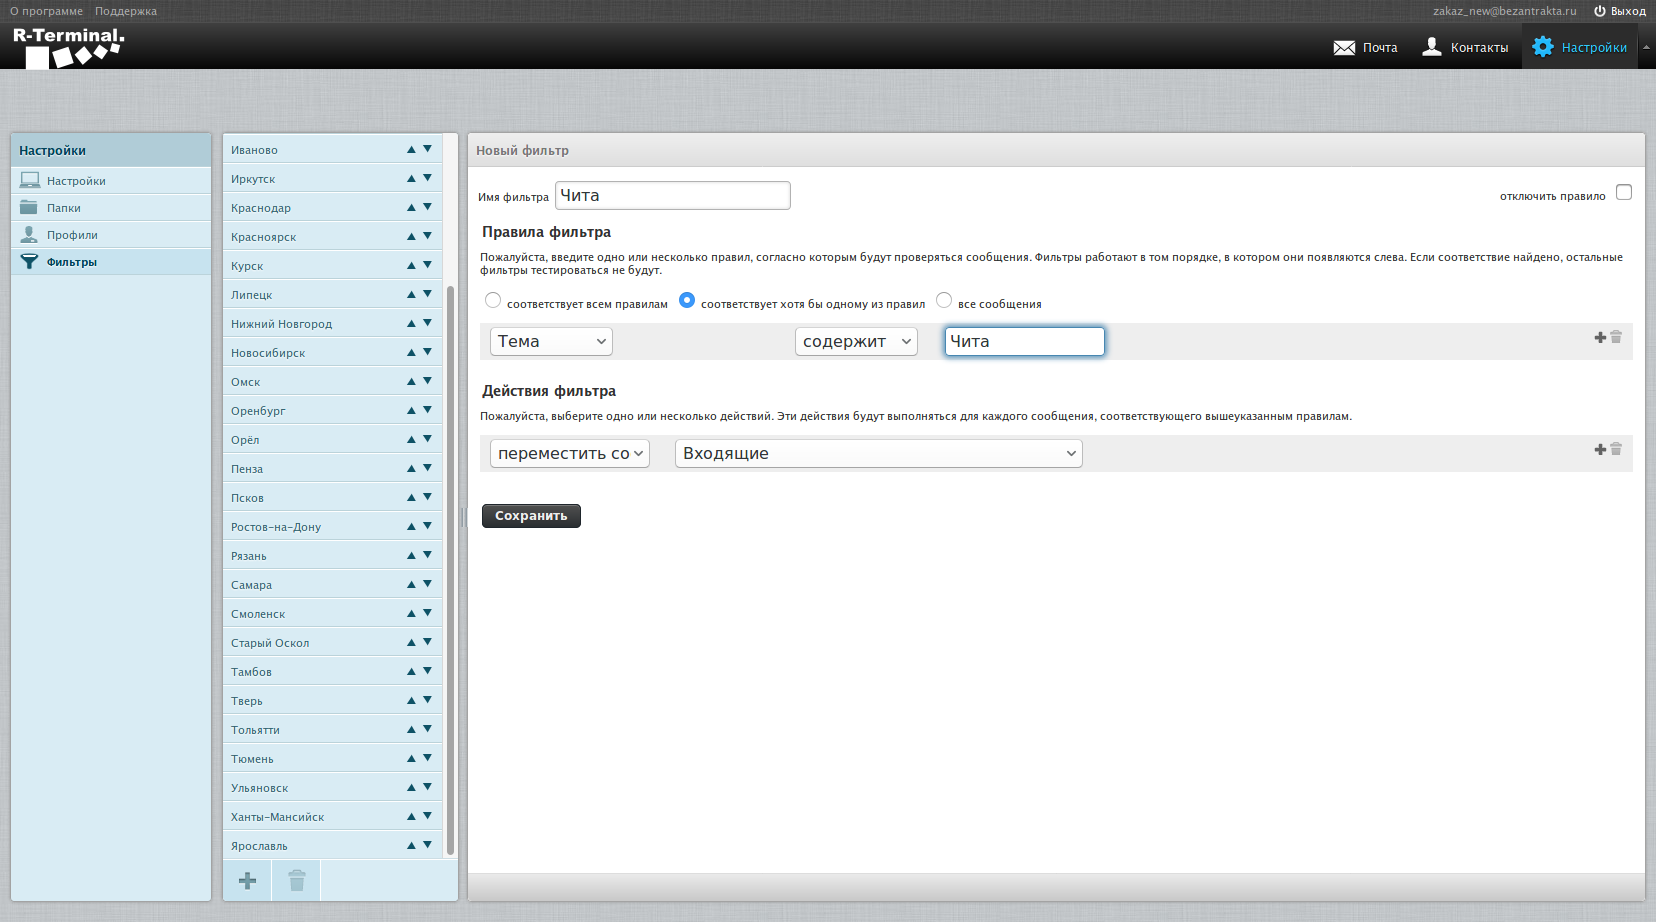 О программе Поддержка
zakaz_new@bezantrakta.ru Выход
R-Terminal.
Почта Контакты Настройки
Настройки
Настройки
Папки
Профили
Фильтры
Иваново
Иркутск
Краснодар
Красноярск
Курск
Липецк
Нижний Новгород
Новосибирск
Омск
Оренбург
Орёл
Пенза
Псков
Ростов-на-Дону
Рязань
Самара
Смоленск
Старый Оскол
Тамбов
Тверь
Тольятти
Тюмень
Ульяновск
Ханты-Мансийск
Ярославль
Новый фильтр
Имя фильтра Чита отключить правило
Правила фильтра
Пожалуйста, введите одно или несколько правил, согласно которым будут проверяться сообщения. Фильтры работают в том порядке, в котором они появляются слева. Если соответствие найдено, остальные
фильтры тестироваться не будут.
соответствует всем правилам соответствует хотя бы одному из правил все сообщения
Тема содержит Чита
Действия фильтра
Пожалуйста, выберите одно или несколько действий. Эти действия будут выполняться для каждого сообщения, соответствующего вышеуказанным правилам.
переместить со Входящие
Сохранить